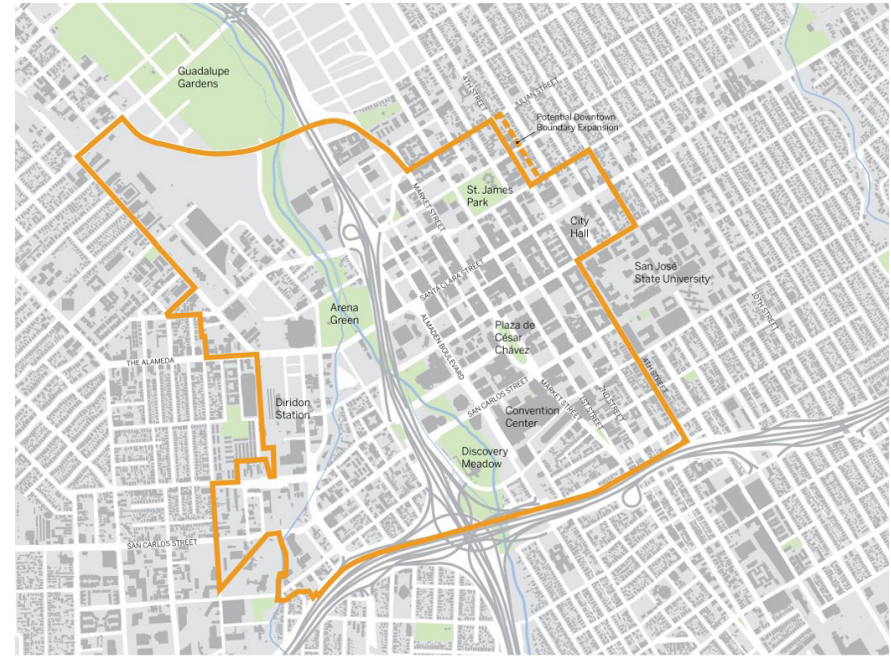 Guadalupe
Gardens
4TH STREET
JULIAN STREET
Potential Downtown
Boundary Expansion
St. James
Park
MARKET STREET
City
Hall
San José
State University
SANTA CLARA STREET
Arena
Green
10TH STREET
ALMADEN BOULEVARD
Plaza de
César
Chávez
THE ALAMEDA
4TH STREET
SAN CARLOS STREET
MARKET STREET
1ST STREET
2ND STREET
Diridon
Station
Convention
Center
Discovery
Meadow
SAN CARLOS STREET